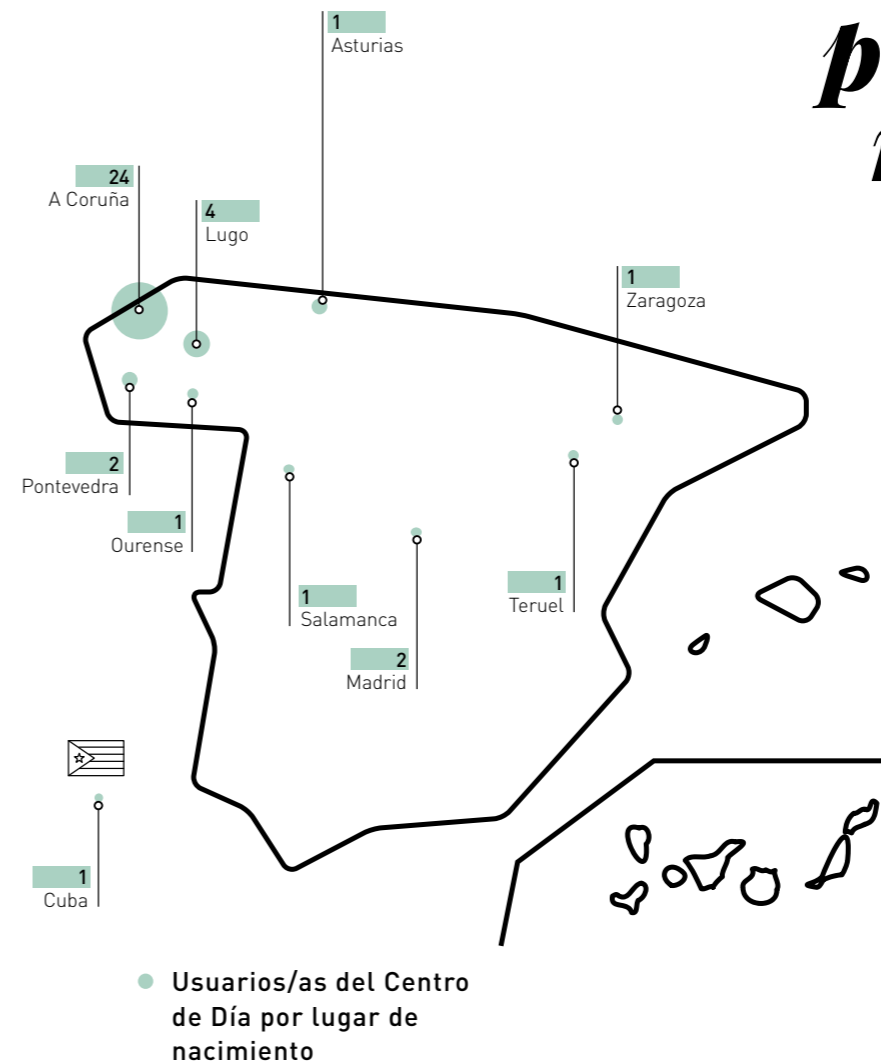 1
Asturias
p
24
A Coruña
4
Lugo
1
Zaragoza
2
Pontevedra
1
Ourense
1
Salamanca
1
Teruel
2
Madrid
1
Cuba
Usuarios/as del Centro
de Día por lugar de
nacimiento